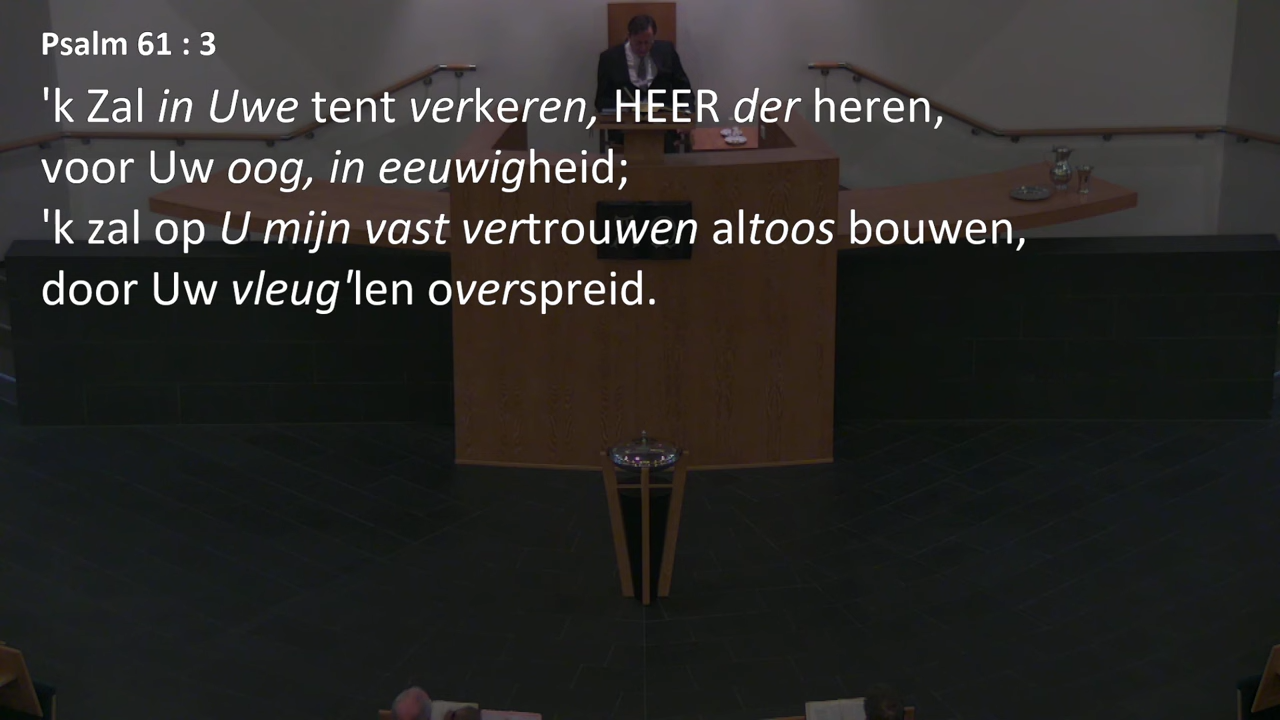 Psalm 61 : 3
'k Zal in Uwe tent verkeren, HEER der heren,
voor Uw oog, in eeuwigheid;
'k zal op U mijn vast vertrouwen altoos bouwen,
door Uw vleug'len overspreid.